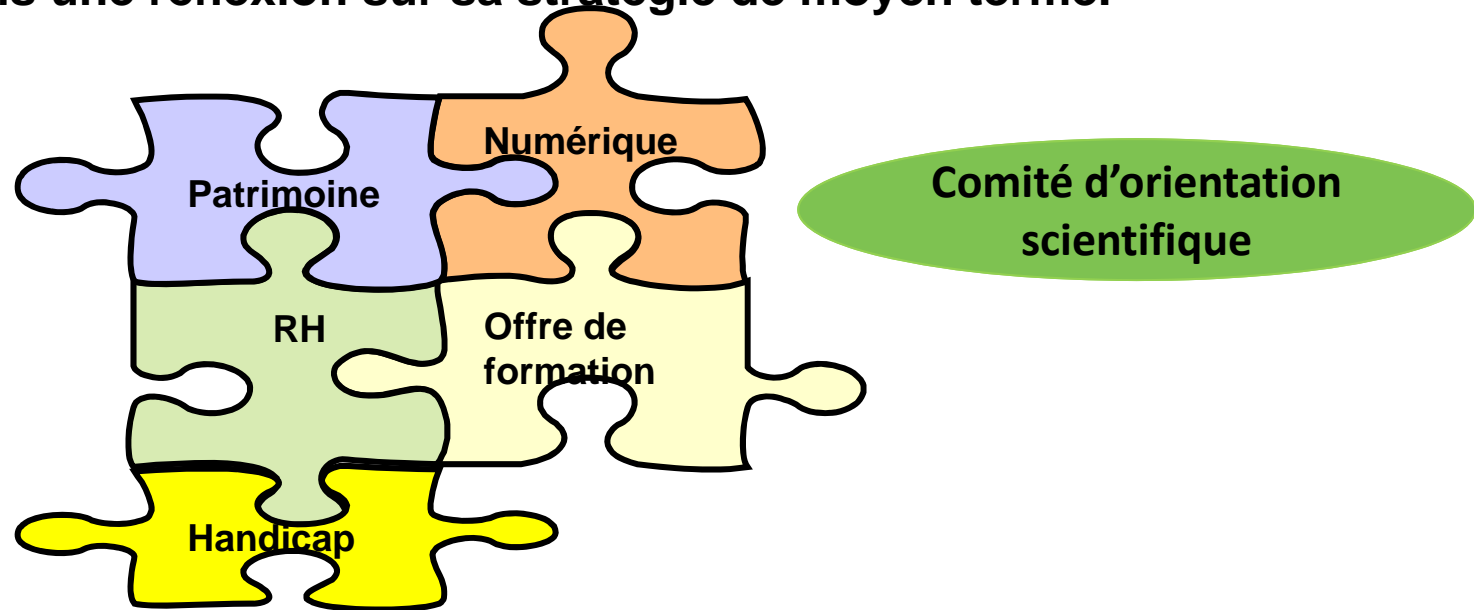 une réflexion sur sa stratégie de moyen terme.
Numérique
Patrimoine
Comité d'orientation
scientifique
RH
Offre de
formation
Handicap